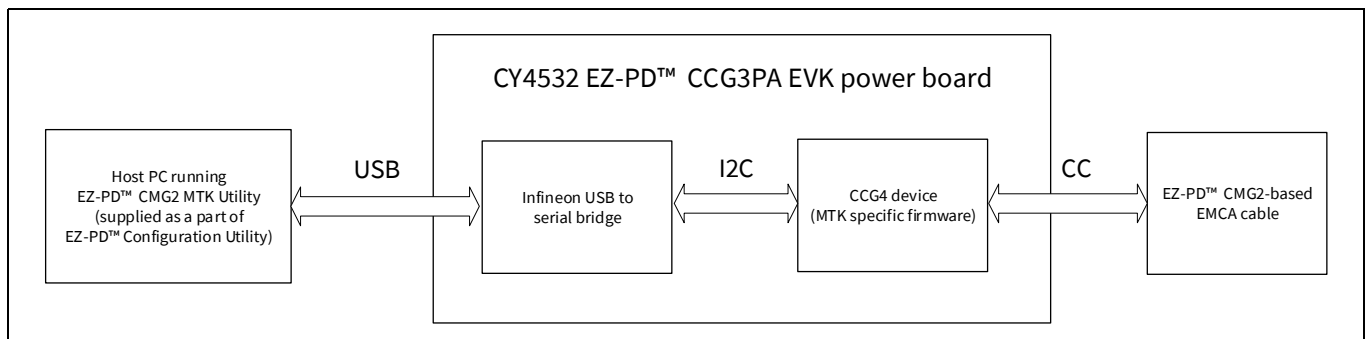 CY4532 EZ-PD™ CCG3PA EVK power board
Host PC running
EZ-PD™ CMG2 MTK Utility
(supplied as a part of
EZ-PD™ Configuration Utility)
USB
Infineon USB to
serial bridge
I2C
CCG4 device
(MTK specific firmware)
CC
EZ-PD™ CMG2-based
EMCA cable